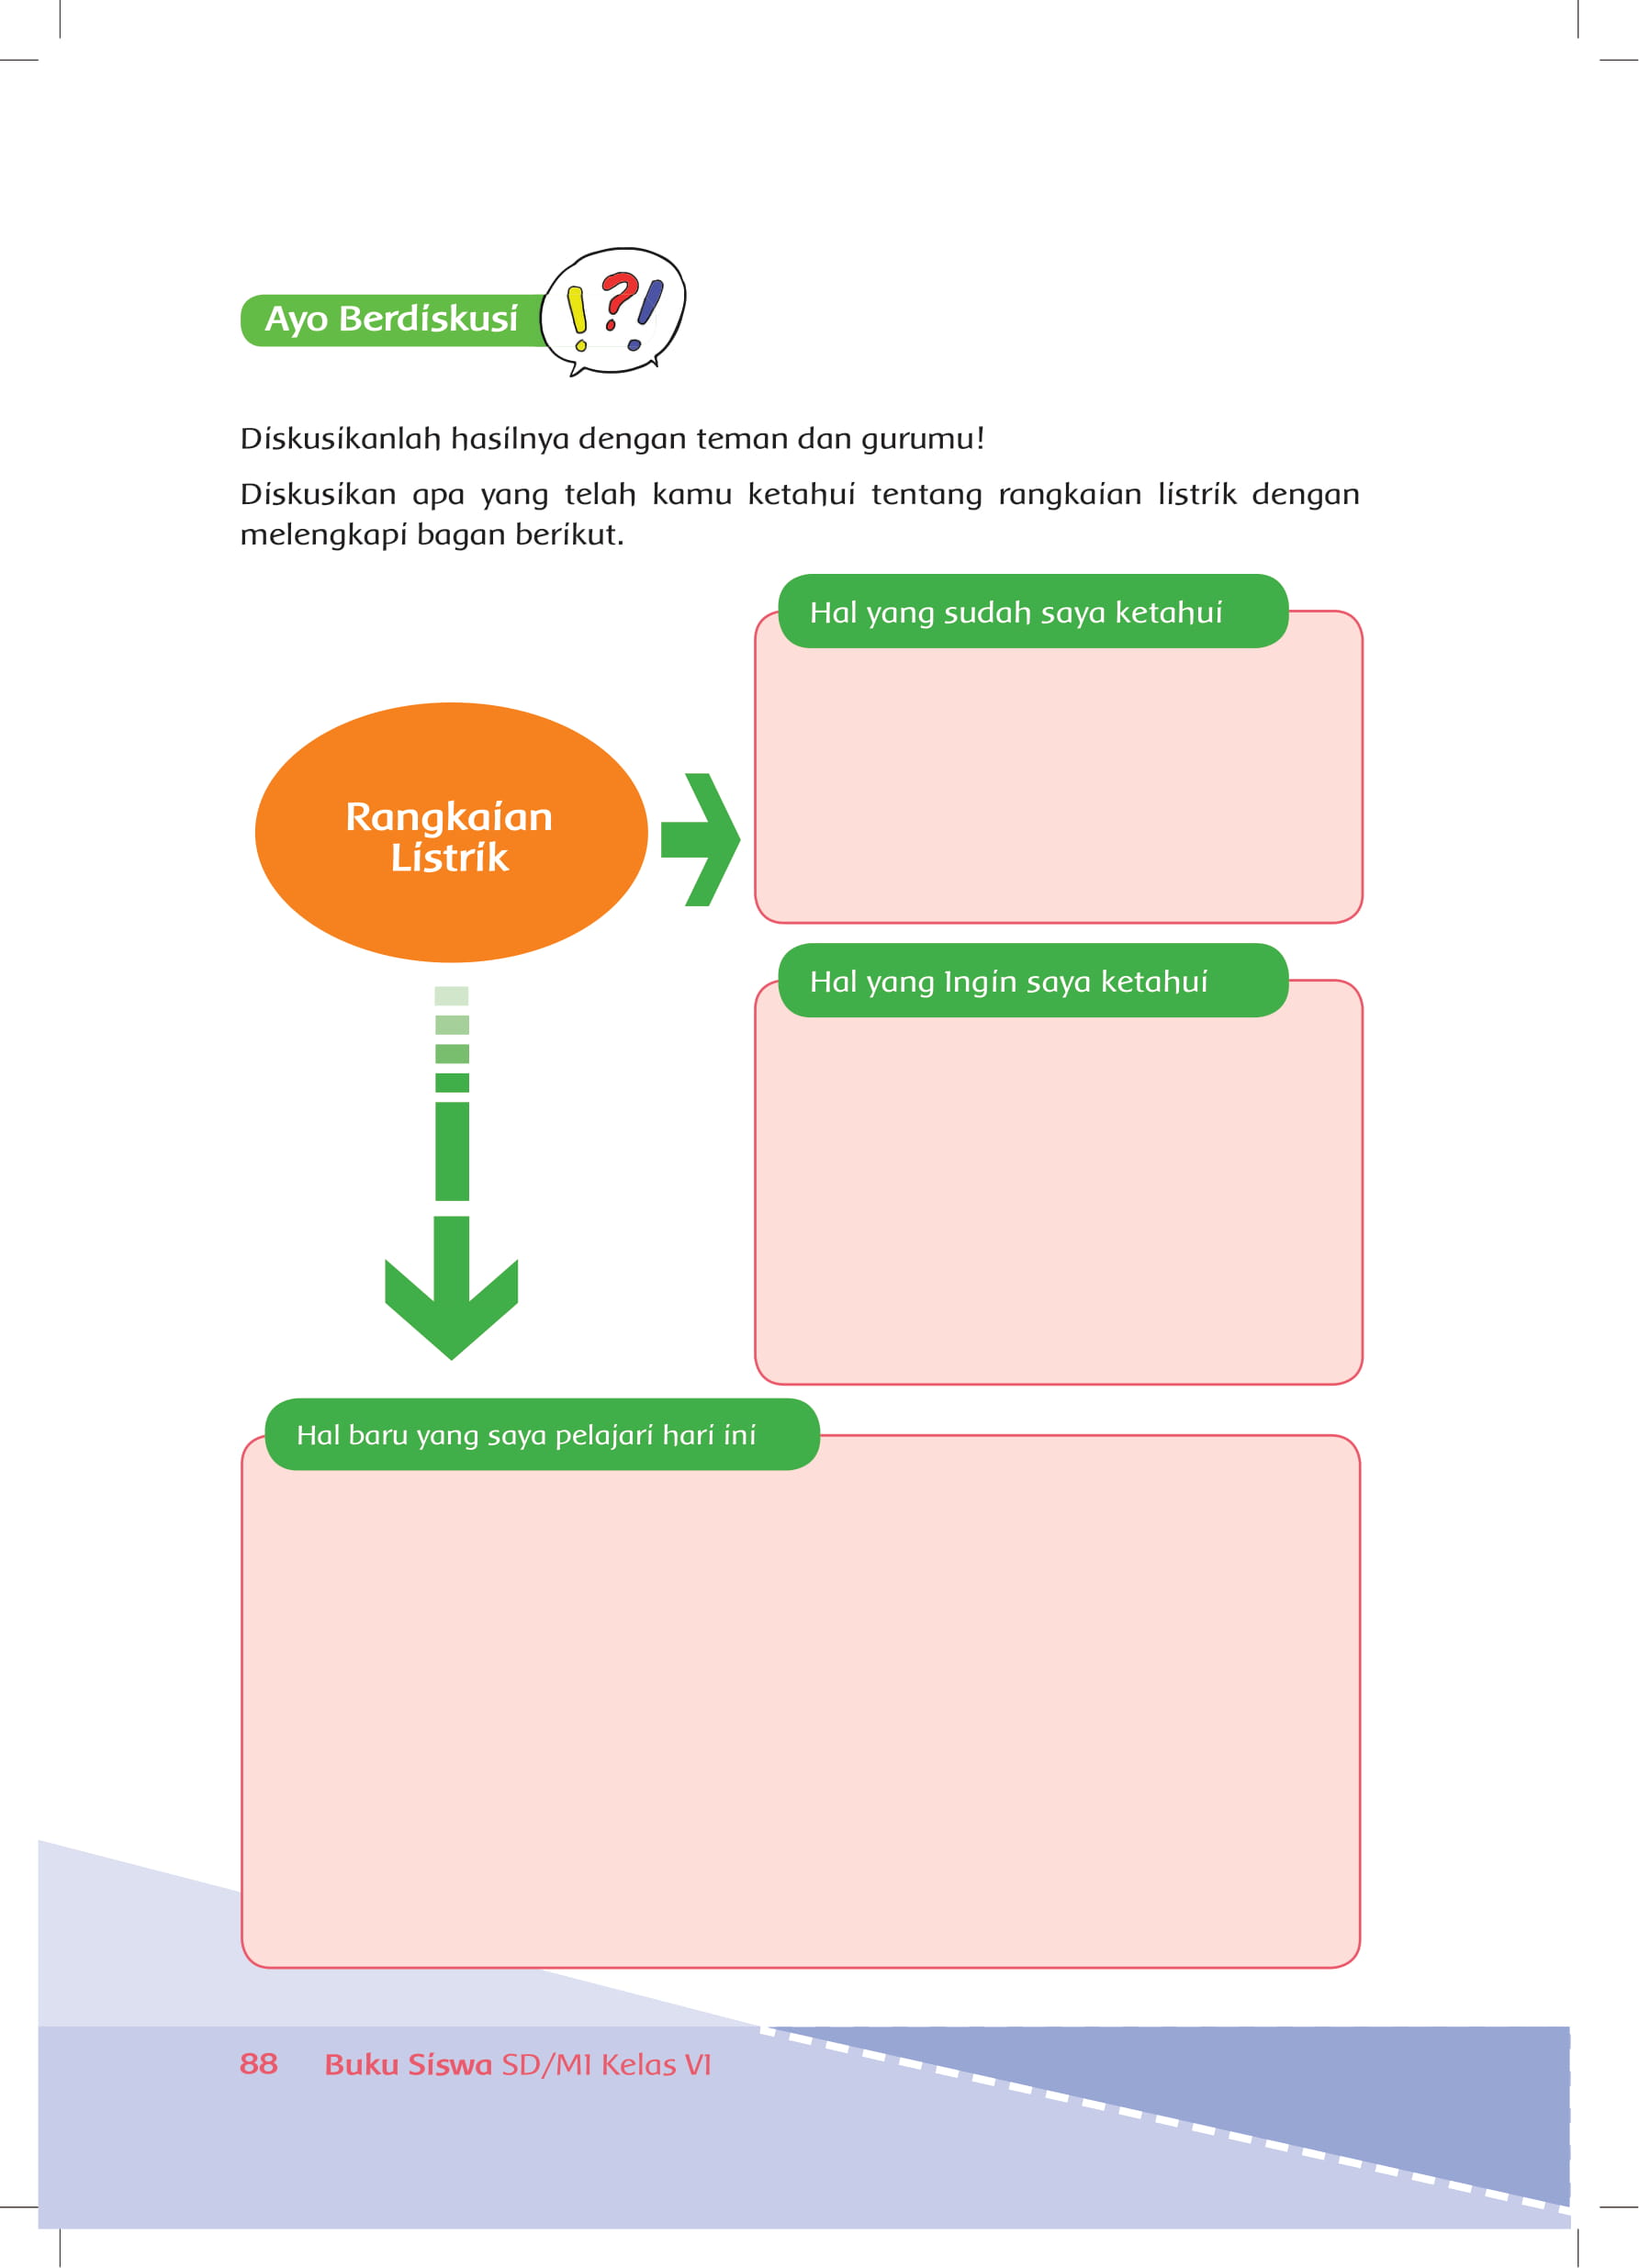 Ayo Berdiskusi
Diskusikanlah hasilnya dengan teman dan gurumu!
Diskusikan apa yang telah kamu ketahui tentang rangkaian listrik dengan
melengkapi bagan berikut.
Hal yang sudah saya ketahui
Rangkaian
Listrik
Hal yang Ingin saya ketahui
Hal baru yang saya pelajari hari ini
88 Buku Siswa SD/MI Kelas VI